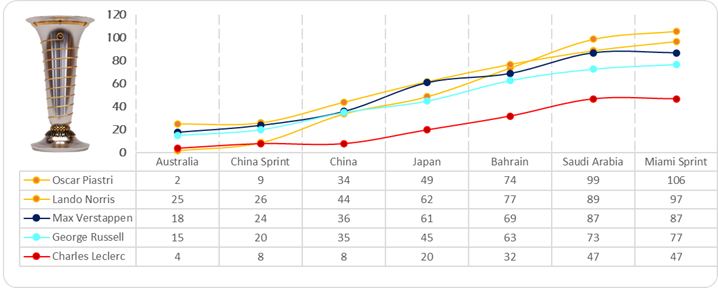 120
100
80
60
40
20
0
Australia China Sprint China Japan Bahrain Saudi Arabia Miami Sprint
Oscar Piastri 2 9 34 49 74 99 106
Lando Norris 25 26 44 62 77 89 97
Max Verstappen 18 24 36 61 69 87 87
George Russell 15 20 35 45 63 73 77
Charles Leclerc 4 8 8 20 32 47 47